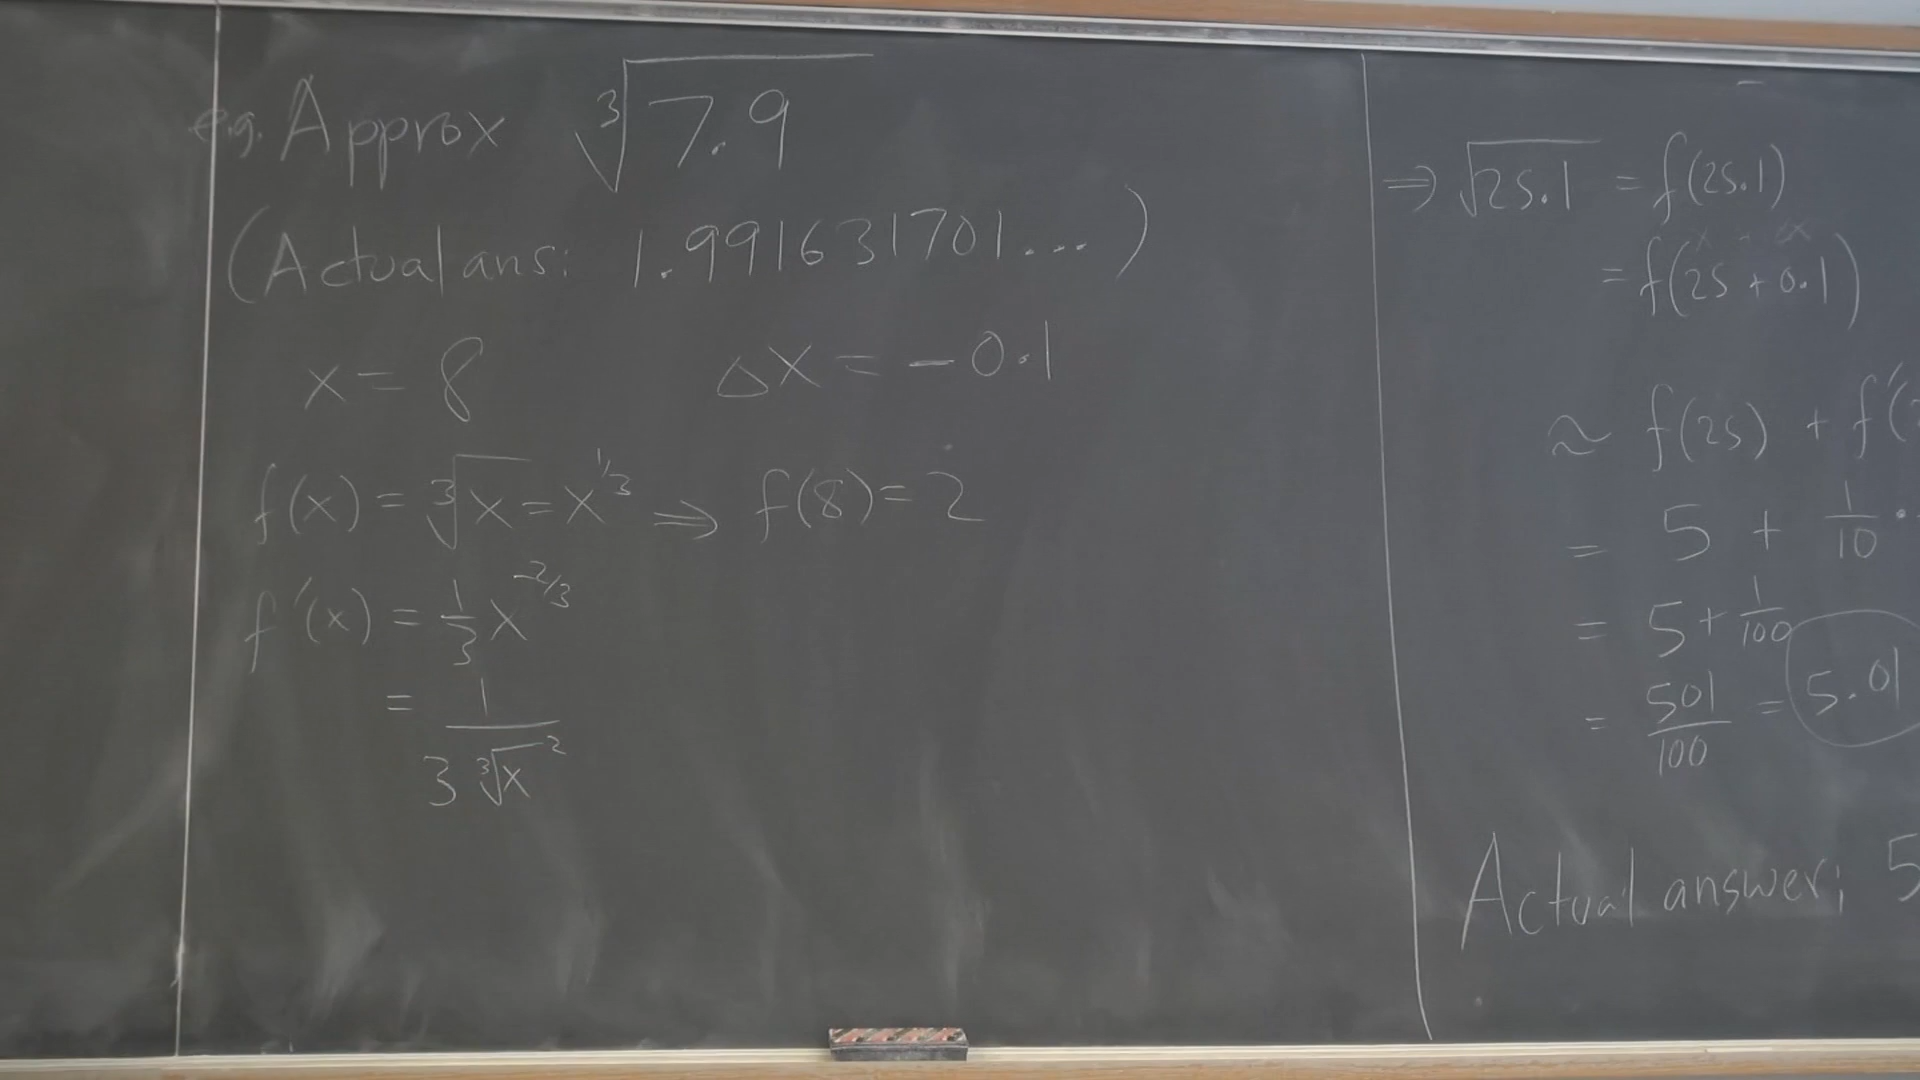 e.g. Approx ∛7.9
(Actual ans: 1.991631701...)
x = 8 Δx = -0.1
f(x) = ∛x = x^1/3 ⇒ f(8) = 2
f'(x) = 1/3 x^-2/3
= 1/(3 ∛x ²)
⇒ √25.1 = f(25.1)
= f(25 + 0.1)
≈ f(25) + f'(
= 5 + 1/10 ·
= 5 + 1/100
= 501/100 = 5.01
Actual answer: 5